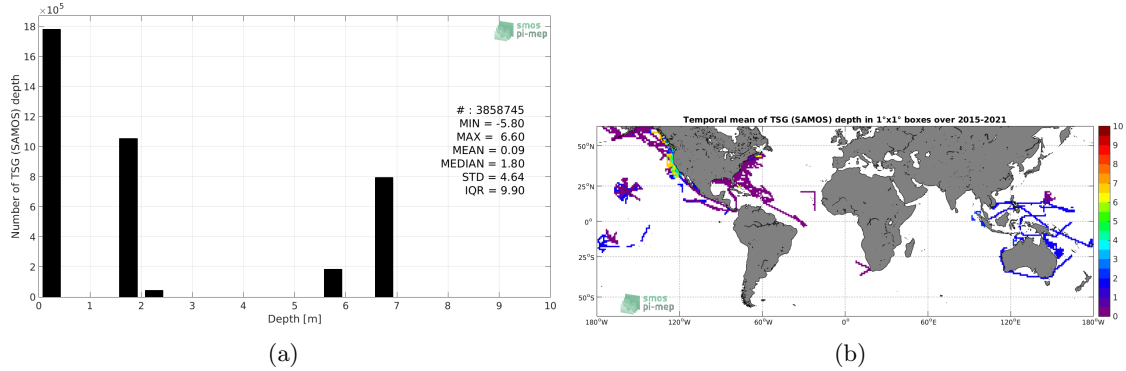 ×10⁵
18
16
14
12
10
8
6
4
2
0
Number of TSG (SAMOS) depth
smos
pi-mep
# : 3858745
MIN = -5.80
MAX = 6.60
MEAN = 0.09
MEDIAN = 1.80
STD = 4.64
IQR = 9.90
1 2 3 4 5 6 7 8 9 10
Depth [m]
(a)
Temporal mean of TSG (SAMOS) depth in 1°x1° boxes over 2015-2021
50°N
25°N
0°
25°S
50°S
smos
pi-mep
180°W 120°W 60°W 0° 60°E 120°E 180°W
10
9
8
7
6
5
4
3
2
1
0
(b)